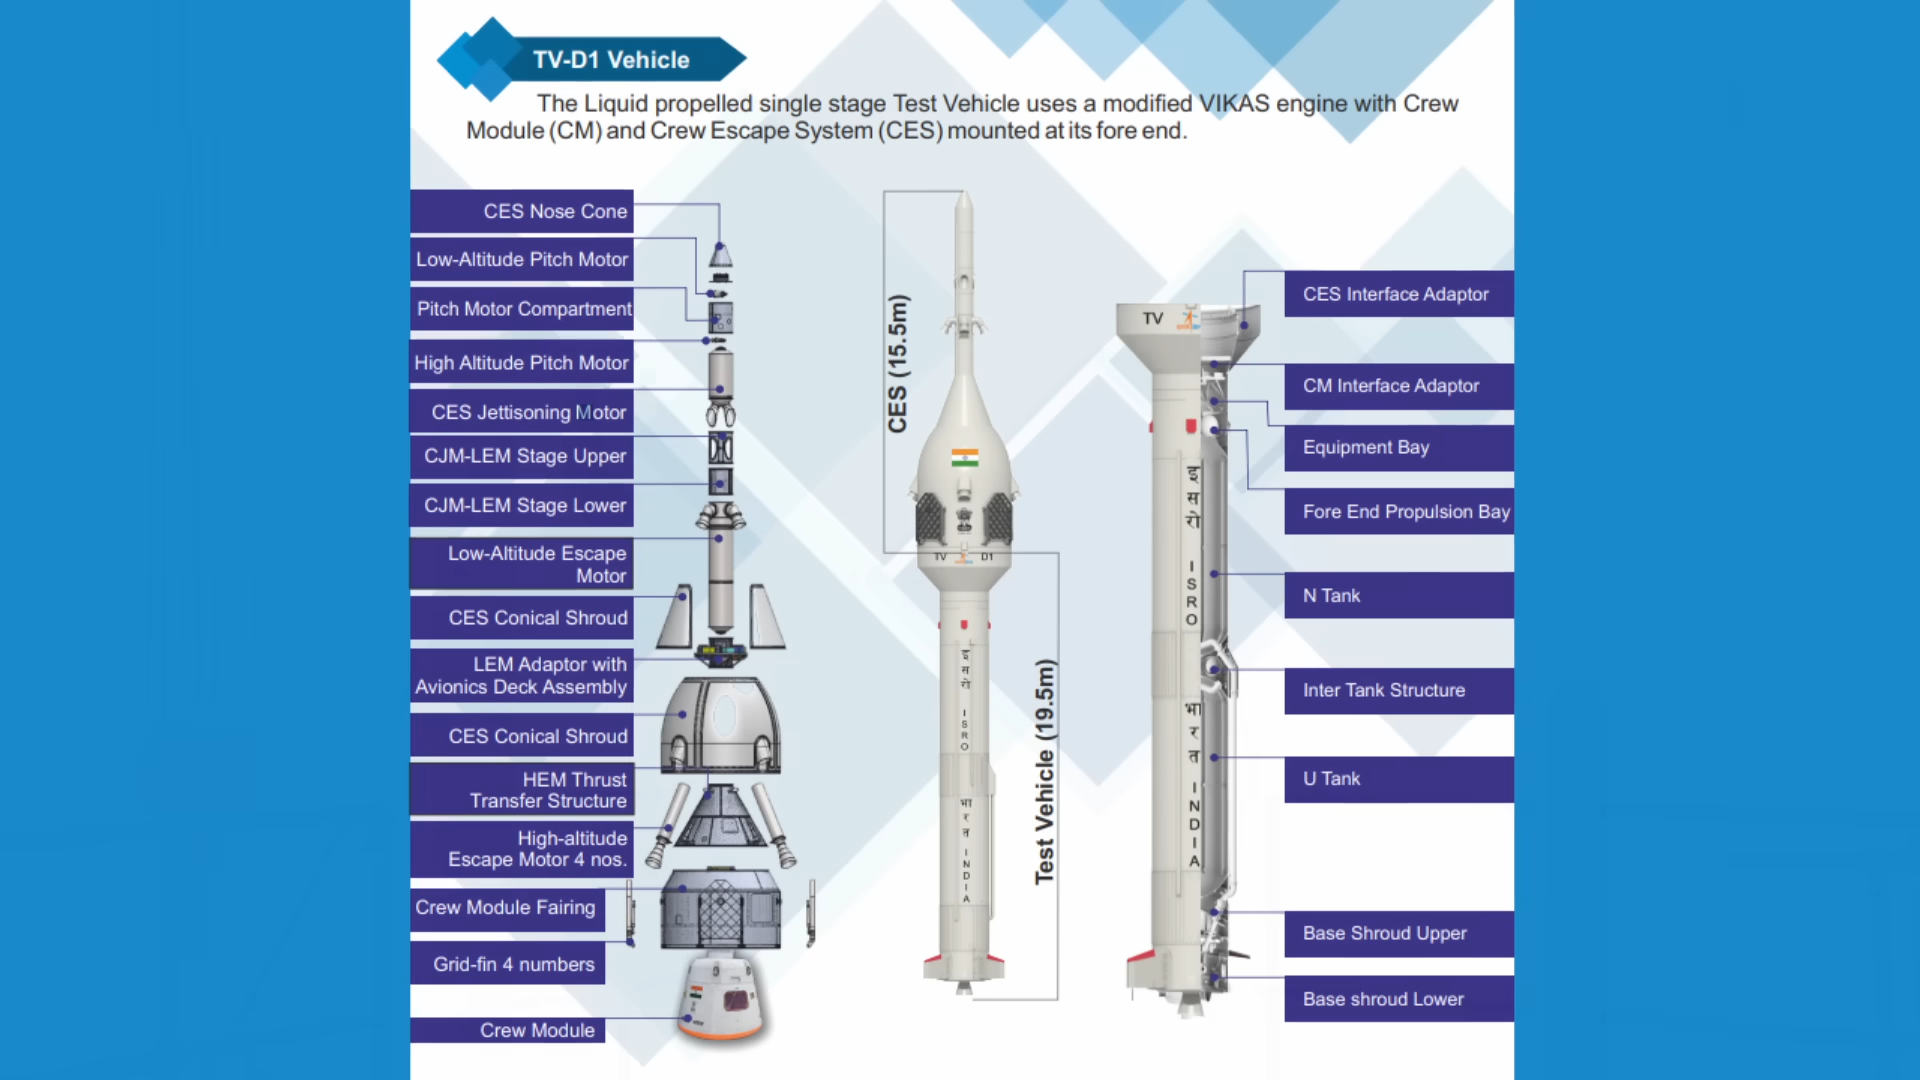 TV-D1 Vehicle
The Liquid propelled single stage Test Vehicle uses a modified VIKAS engine with Crew
Module (CM) and Crew Escape System (CES) mounted at its fore end.
CES Nose Cone
Low-Altitude Pitch Motor
Pitch Motor Compartment
High Altitude Pitch Motor
CES Jettisoning Motor
CJM-LEM Stage Upper
CJM-LEM Stage Lower
Low-Altitude Escape
Motor
CES Conical Shroud
LEM Adaptor with
Avionics Deck Assembly
CES Conical Shroud
HEM Thrust
Transfer Structure
High-altitude
Escape Motor 4 nos.
Crew Module Fairing
Grid-fin 4 numbers
Crew Module
CES (15.5m)
TV D1
इसरो
ISRO
भारत
INDIA
Test Vehicle (19.5m)
TV
इसरो
ISRO
भारत
INDIA
CES Interface Adaptor
CM Interface Adaptor
Equipment Bay
Fore End Propulsion Bay
N Tank
Inter Tank Structure
U Tank
Base Shroud Upper
Base shroud Lower